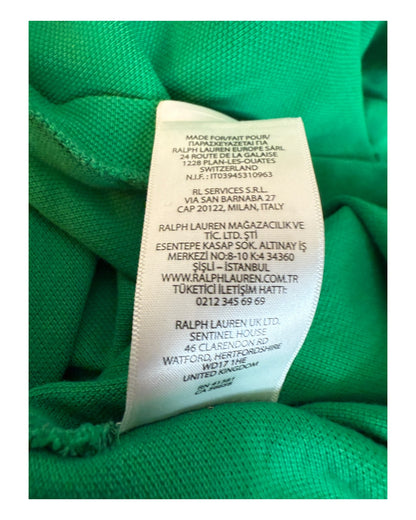 MADE FOR/FAIT POUR/
ΠΑΡΑΣΚΕΥΑΖΕΤΑΙ ΓΙΑ
RALPH LAUREN EUROPE SÀRL
24 ROUTE DE LA GALAISE
1228 PLAN-LES-OUATES
SWITZERLAND
N.I.F. : IT03945310963
RL SERVICES S.R.L.
VIA SAN BARNABA 27
CAP 20122, MILAN, ITALY
RALPH LAUREN MAĞAZACILIK VE
TİC. LTD. ŞTİ
ESENTEPE KASAP SOK. ALTINAY İŞ
MERKEZİ NO:8-10 K:4 34360
ŞİŞLİ – İSTANBUL
WWW.RALPHLAUREN.COM.TR
TÜKETİCİ İLETİŞİM HATTI:
0212 345 69 69
RALPH LAUREN UK LTD.
SENTINEL HOUSE
46 CLARENDON RD
WATFORD, HERTFORDSHIRE
WD17 1HE
UNITED KINGDOM
RN 41381